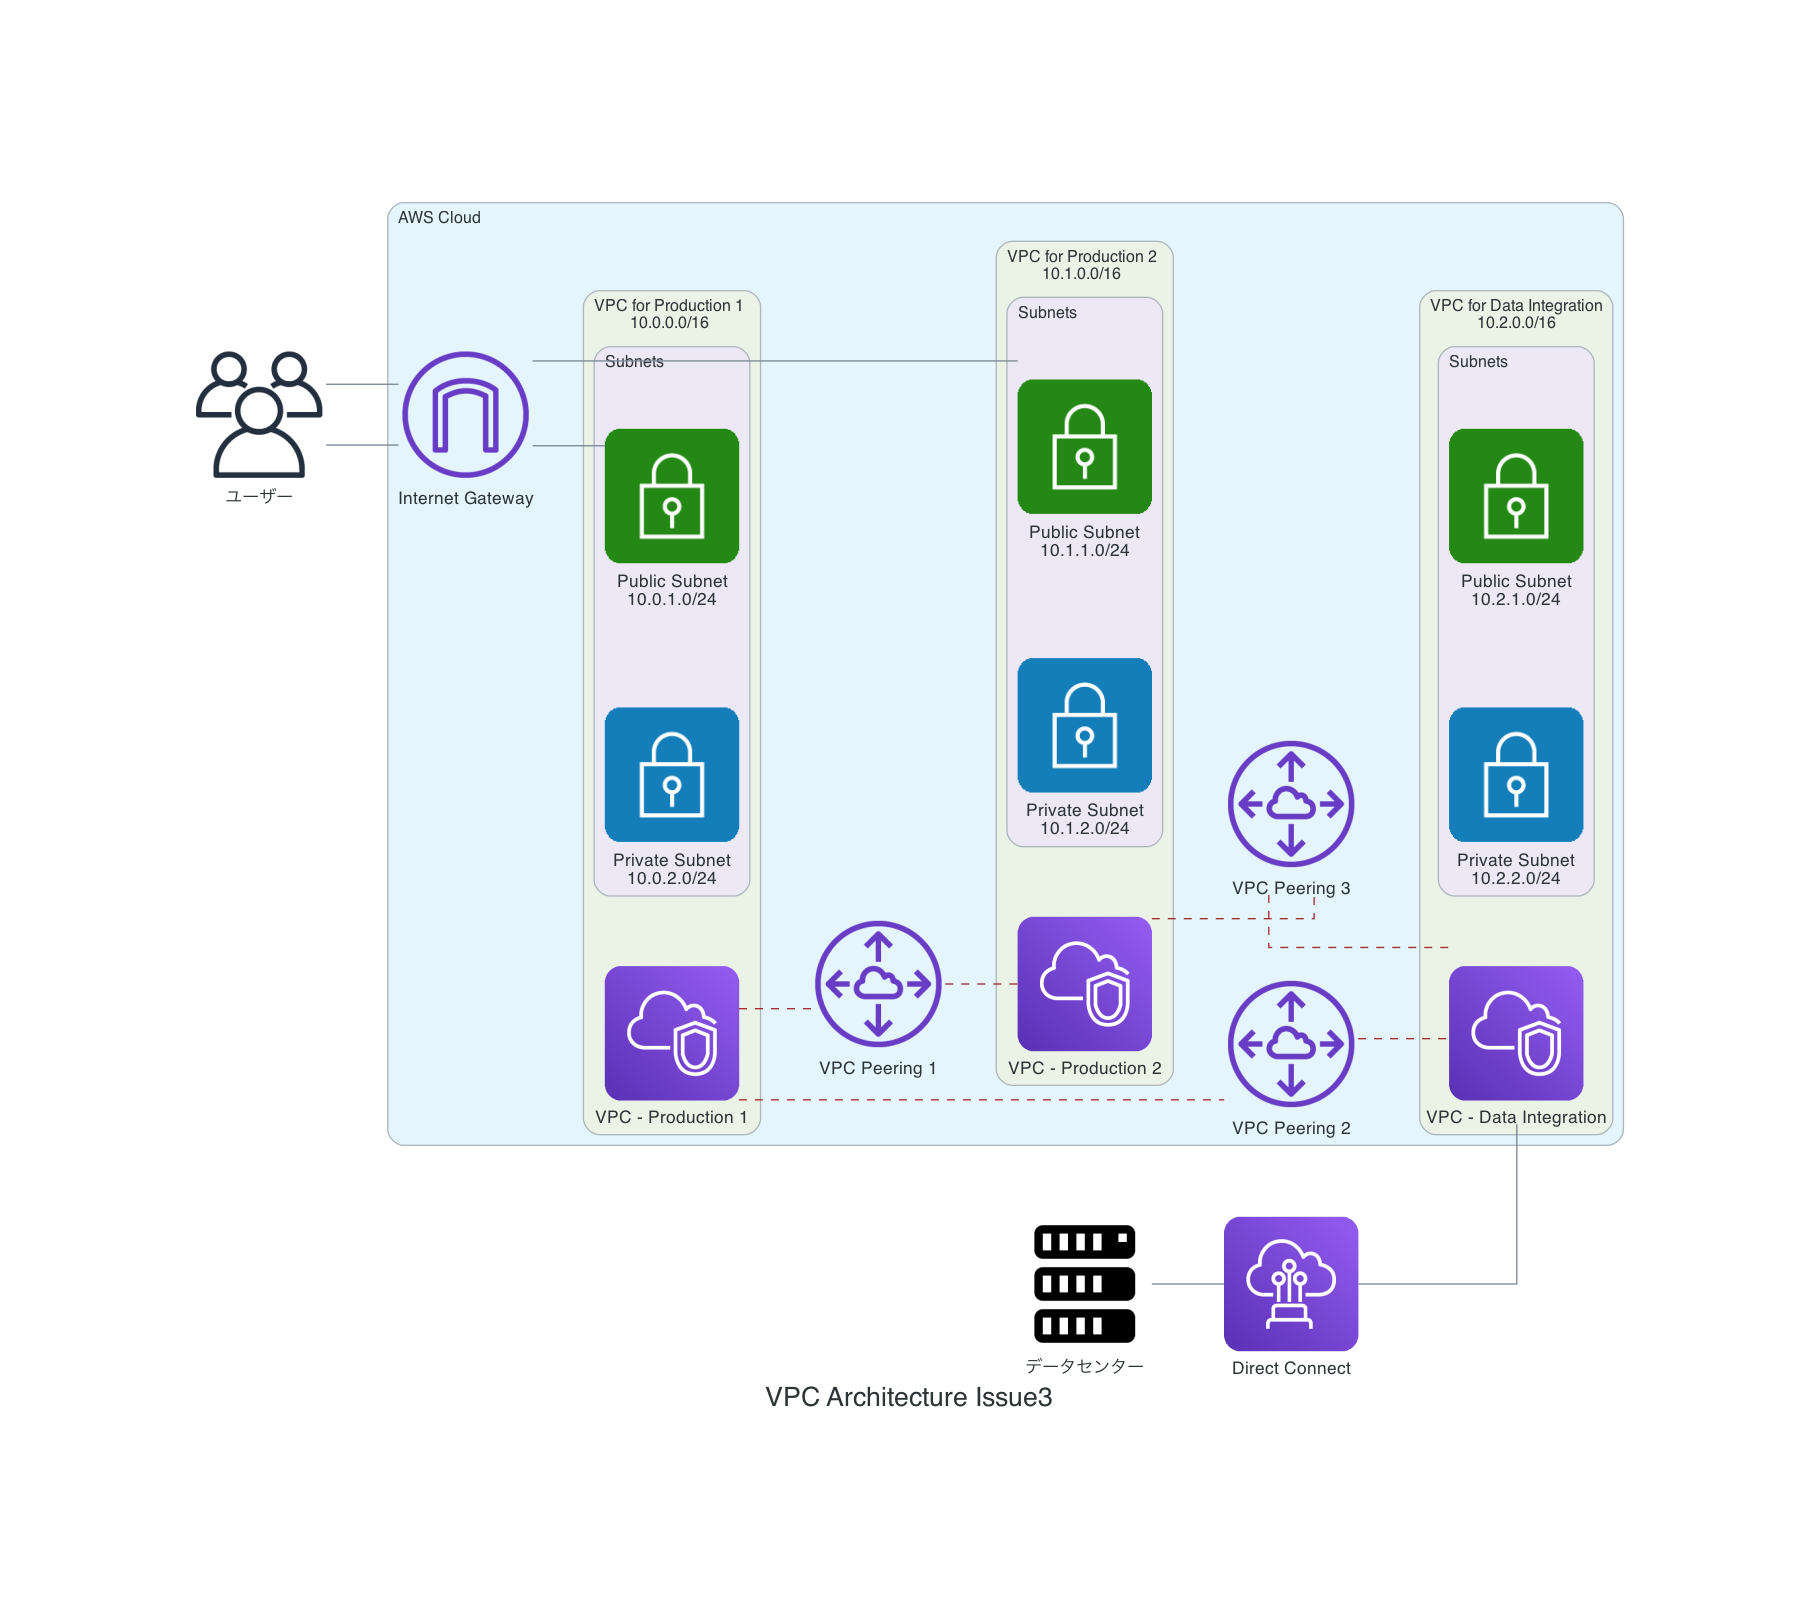 AWS Cloud
VPC for Production 1
10.0.0.0/16
Subnets
Public Subnet
10.0.1.0/24
Private Subnet
10.0.2.0/24
VPC - Production 1
VPC for Production 2
10.1.0.0/16
Subnets
Public Subnet
10.1.1.0/24
Private Subnet
10.1.2.0/24
VPC - Production 2
VPC for Data Integration
10.2.0.0/16
Subnets
Public Subnet
10.2.1.0/24
Private Subnet
10.2.2.0/24
VPC - Data Integration
ユーザー
Internet Gateway
VPC Peering 1
VPC Peering 3
VPC Peering 2
データセンター
Direct Connect
VPC Architecture Issue3